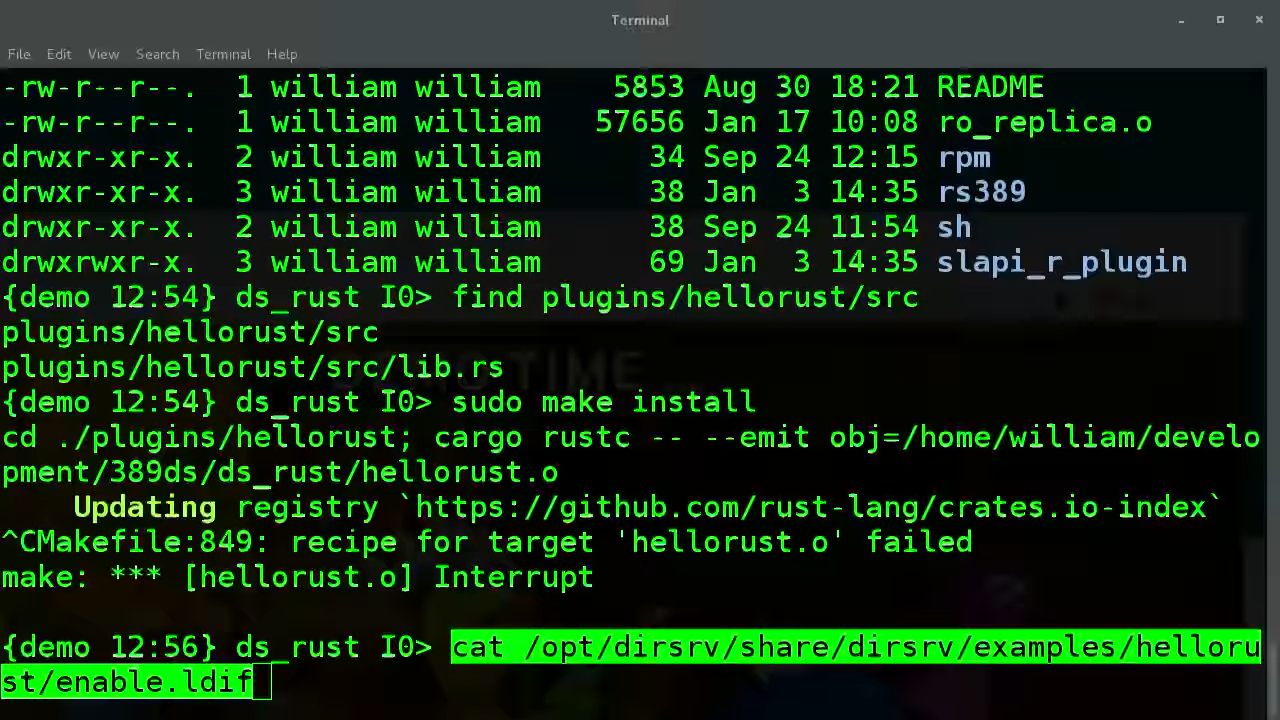 Terminal
File Edit View Search Terminal Help
-rw-r--r--. 1 william william 5853 Aug 30 18:21 README
-rw-r--r--. 1 william william 57656 Jan 17 10:08 ro_replica.o
drwxr-xr-x. 2 william william 34 Sep 24 12:15 rpm
drwxr-xr-x. 3 william william 38 Jan 3 14:35 rs389
drwxr-xr-x. 2 william william 38 Sep 24 11:54 sh
drwxrwxr-x. 3 william william 69 Jan 3 14:35 slapi_r_plugin
{demo 12:54} ds_rust I0> find plugins/hellorust/src
plugins/hellorust/src
plugins/hellorust/src/lib.rs
{demo 12:54} ds_rust I0> sudo make install
cd ./plugins/hellorust; cargo rustc -- --emit obj=/home/william/develo
pment/389ds/ds_rust/hellorust.o
Updating registry `https://github.com/rust-lang/crates.io-index`
^CMakefile:849: recipe for target 'hellorust.o' failed
make: *** [hellorust.o] Interrupt
{demo 12:56} ds_rust I0> cat /opt/dirsrv/share/dirsrv/examples/helloru
st/enable.ldif